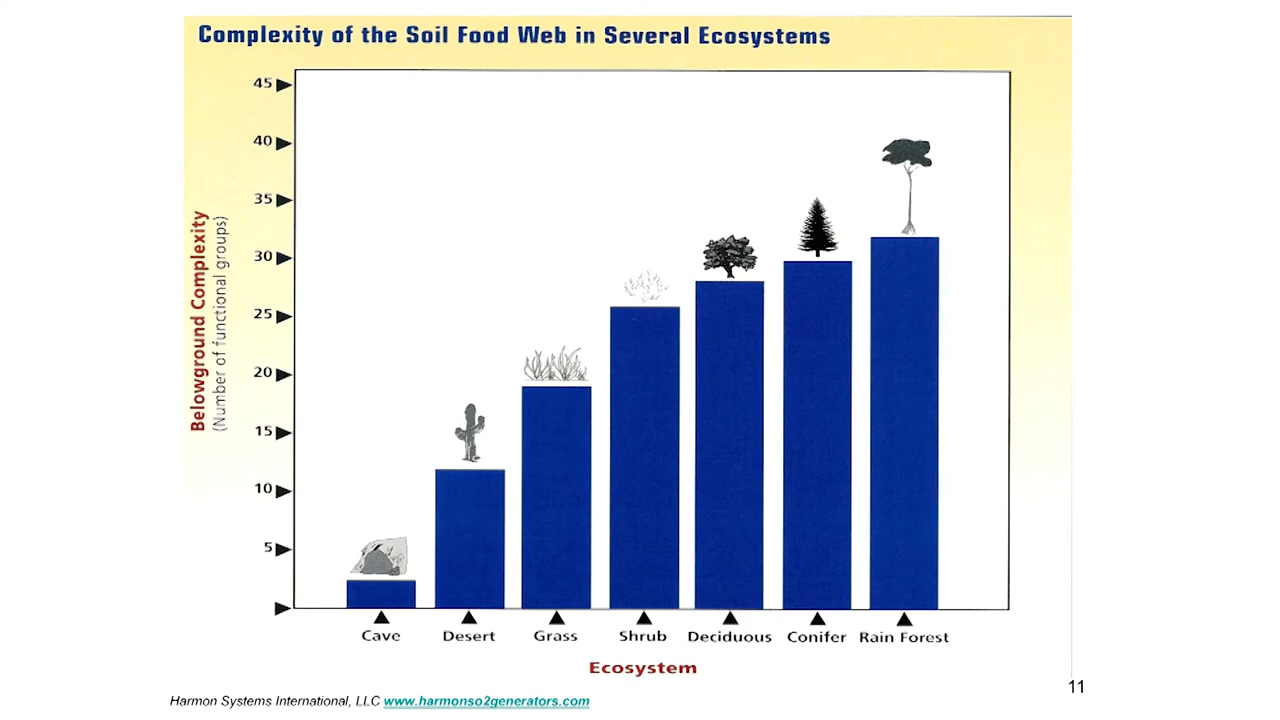 Complexity of the Soil Food Web in Several Ecosystems
45
40
35
30
25
20
15
10
5
Belowground Complexity
(Number of functional groups)
Cave Desert Grass Shrub Deciduous Conifer Rain Forest
Ecosystem
Harmon Systems International, LLC www.harmonso2generators.com
11